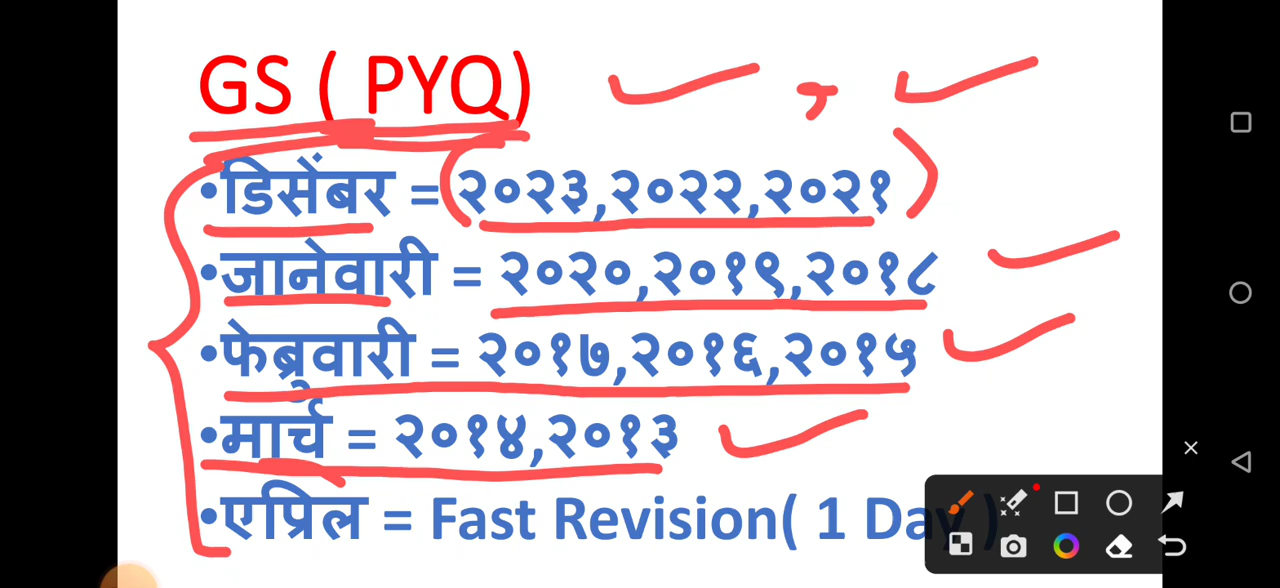 GS ( PYQ)
•डिसेंबर = २०२३,२०२२,२०२१
•जानेवारी = २०२०,२०१९,२०१८
•फेब्रुवारी = २०१७,२०१६,२०१५
•मार्च = २०१४,२०१३
•एप्रिल = Fast Revision( 1 Day )